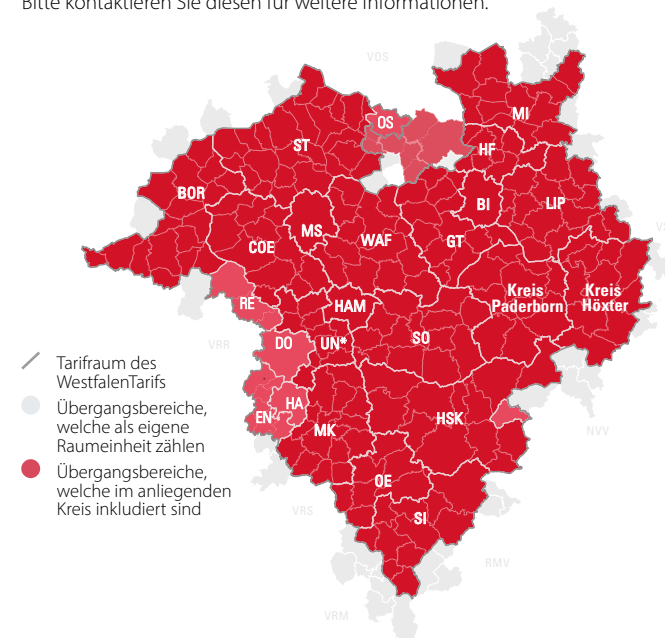 Bitte kontaktieren Sie diesen für weitere Informationen.
VOS
OS
MI
ST
HF
BOR
BI
LIP
MS
WAF
GT
COE
Kreis
Paderborn
Kreis
Höxter
RE
HAM
VRR
DO
UN*
SO
Tarifraum des
WestfalenTarifs
Übergangsbereiche,
welche als eigene
Raumeinheit zählen
Übergangsbereiche,
welche im anliegenden
Kreis inkludiert sind
HA
EN
MK
HSK
NVV
OE
VRS
SI
RMV
VRM